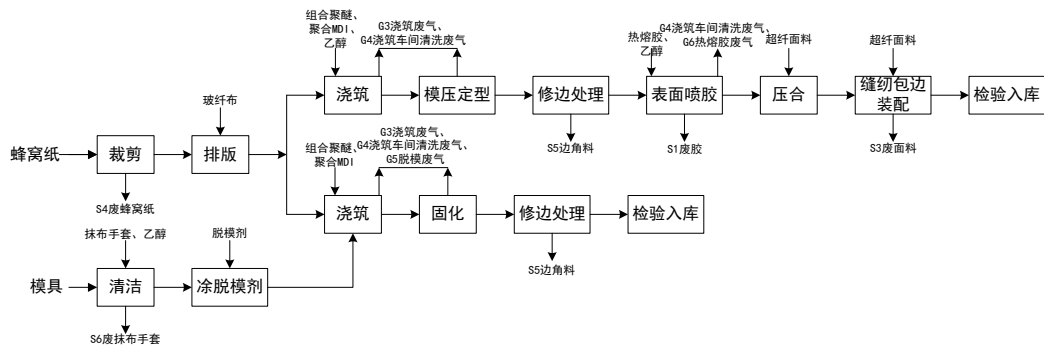 组合聚醚、
聚合MDI、
乙醇
G3浇筑废气、
G4浇筑车间清洗废气
热熔胶、
乙醇
G4浇筑车间清洗废气、
G6热熔胶废气
超纤面料
超纤面料
玻纤布
浇筑
模压定型
修边处理
表面喷胶
压合
缝纫包边
装配
检验入库
S5边角料
S1废胶
S3废面料
蜂窝纸
裁剪
排版
S4废蜂窝纸
组合聚醚、
聚合MDI
G3浇筑废气、
G4浇筑车间清洗废气、
G5脱模废气
浇筑
固化
修边处理
检验入库
S5边角料
抹布手套、乙醇
脱模剂
模具
清洁
涂脱模剂
S6废抹布手套